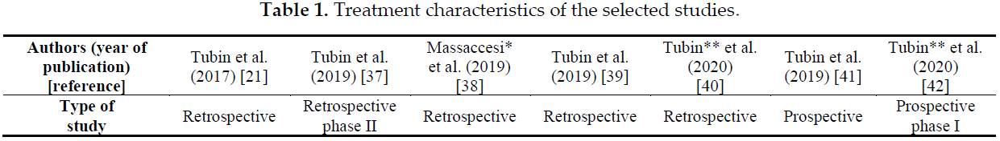 Table 1. Treatment characteristics of the selected studies.
Authors (year of publication) [reference] Tubin et al. (2017) [21] Tubin et al. (2019) [37] Massaccesi* et al. (2019) [38] Tubin et al. (2019) [39] Tubin** et al. (2020) [40] Tubin et al. (2019) [41] Tubin** et al. (2020) [42]
Type of study Retrospective Retrospective phase II Retrospective Retrospective Retrospective Prospective Prospective phase I